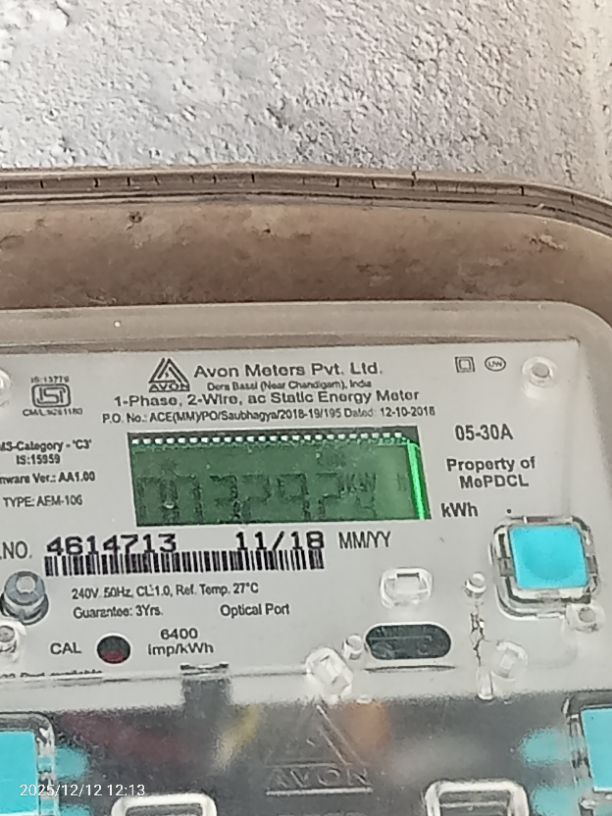 IS:13779
CM/L:9261180
AVON
Avon Meters Pvt. Ltd.
Dera Bassi (Near Chandigarh), India
1-Phase, 2-Wire, ac Static Energy Meter
P.O. No.: ACE(MM)/PO/Saubhagya/2018-19/195 Dated: 12-10-2018
UW
MS-Category - 'C3'
IS:15959
mware Ver.: AA1.00
TYPE: AEM-106
05-30A
Property of
MePDCL
003292
kWh
.NO. 4614713 11/18 MM/YY
240V, 50Hz, CL:1.0, Ref. Temp. 27°C
Guarantee: 3Yrs. Optical Port
CAL
6400
imp/kWh
AVON
2025/12/12 12:13